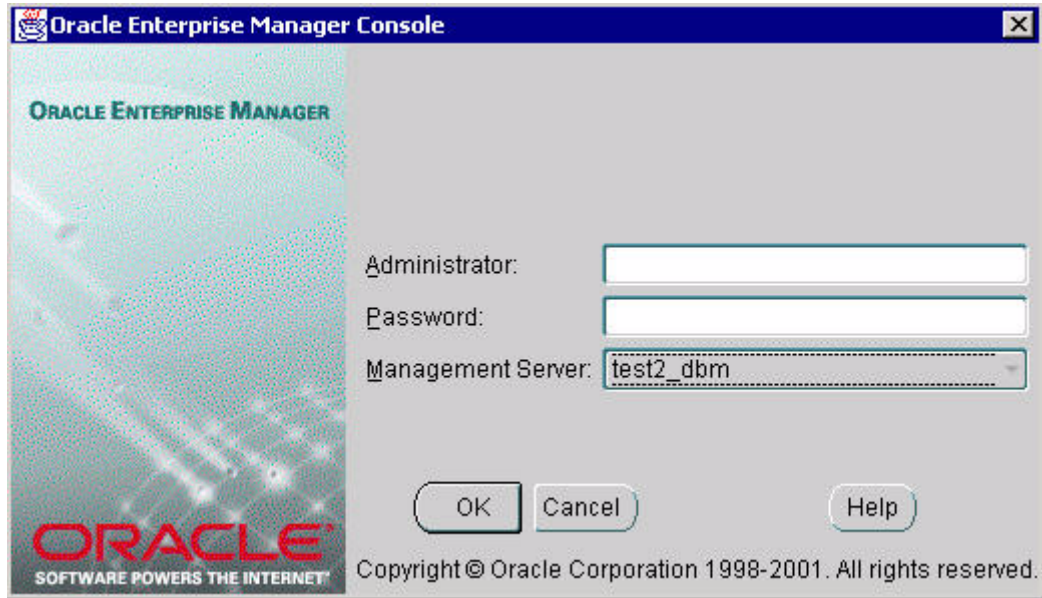 Oracle Enterprise Manager Console
ORACLE ENTERPRISE MANAGER
Administrator:
Password:
Management Server: test2_dbm
OK Cancel Help
ORACLE®
SOFTWARE POWERS THE INTERNET™
Copyright © Oracle Corporation 1998-2001. All rights reserved.